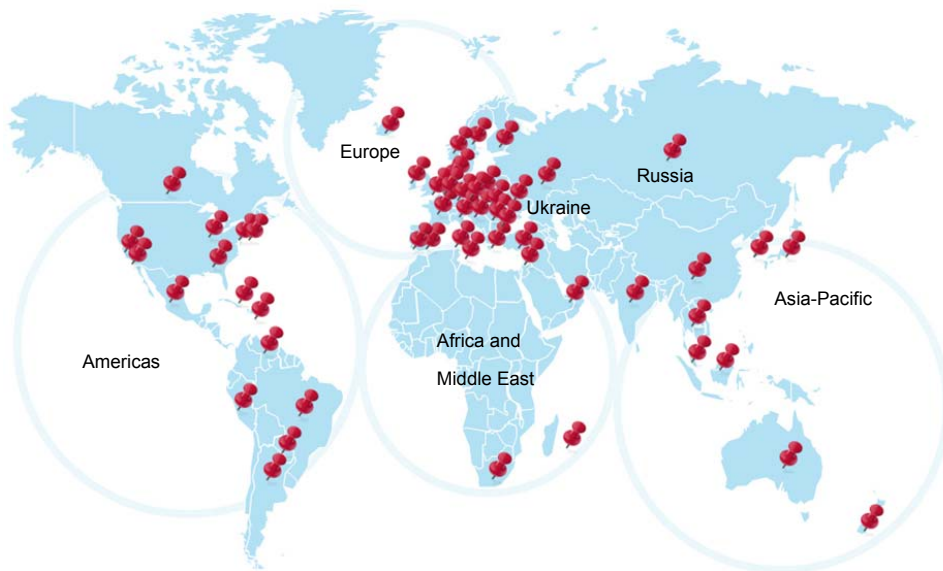 Europe
Russia
Ukraine
Asia-Pacific
Africa and
Middle East
Americas